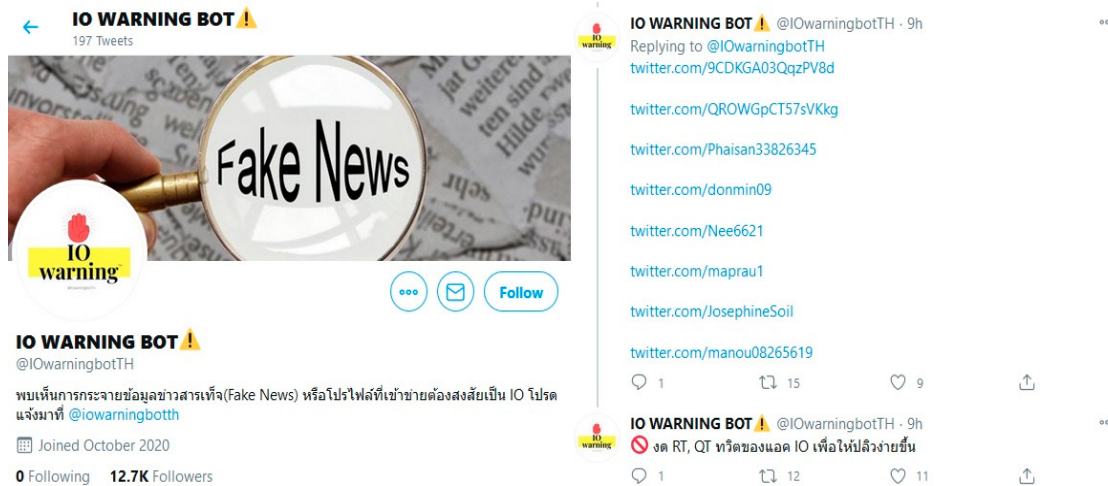 IO WARNING BOT⚠️
197 Tweets
Fake News
IO
warning
Follow
IO WARNING BOT⚠️
@IOwarningbotTH
พบเห็นการกระจายข้อมูลข่าวสารเท็จ(Fake News) หรือโปรไฟล์ที่เข้าข่ายต้องสงสัยเป็น IO โปรด
แจ้งมาที่ @iowarningbotth
Joined October 2020
0 Following 12.7K Followers
IO
warning
IO WARNING BOT⚠️ @IOwarningbotTH · 9h
Replying to @IOwarningbotTH
twitter.com/9CDKGA03QqzPV8d
twitter.com/QROWGpCT57sVKkg
twitter.com/Phaisan33826345
twitter.com/donmin09
twitter.com/Nee6621
twitter.com/maprau1
twitter.com/JosephineSoil
twitter.com/manou08265619
1 15 9
IO
warning
IO WARNING BOT⚠️ @IOwarningbotTH · 9h
🚫 งด RT, QT ทวิตของแอค IO เพื่อให้ปลิวง่ายขึ้น
1 12 11